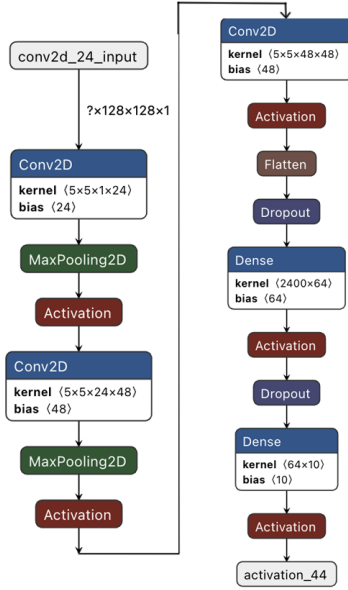 conv2d_24_input
?×128×128×1
Conv2D
kernel ⟨5×5×1×24⟩
bias ⟨24⟩
MaxPooling2D
Activation
Conv2D
kernel ⟨5×5×24×48⟩
bias ⟨48⟩
MaxPooling2D
Activation
Conv2D
kernel ⟨5×5×48×48⟩
bias ⟨48⟩
Activation
Flatten
Dropout
Dense
kernel ⟨2400×64⟩
bias ⟨64⟩
Activation
Dropout
Dense
kernel ⟨64×10⟩
bias ⟨10⟩
Activation
activation_44